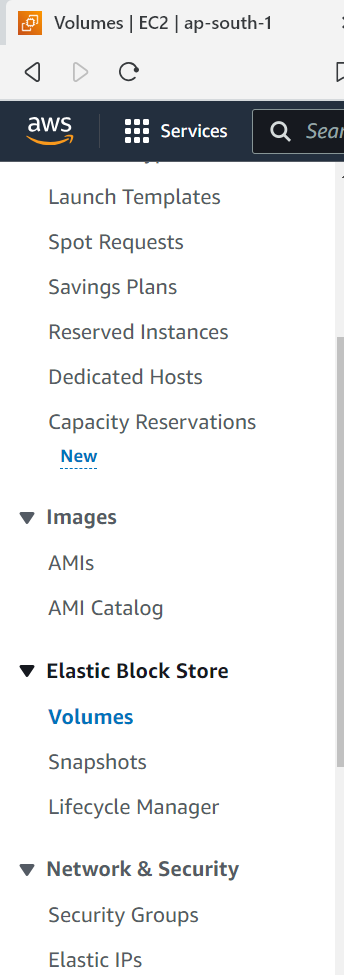 Volumes | EC2 | ap-south-1
aws
Services
Sear
Launch Templates
Spot Requests
Savings Plans
Reserved Instances
Dedicated Hosts
Capacity Reservations
New
Images
AMIs
AMI Catalog
Elastic Block Store
Volumes
Snapshots
Lifecycle Manager
Network & Security
Security Groups
Elastic IPs